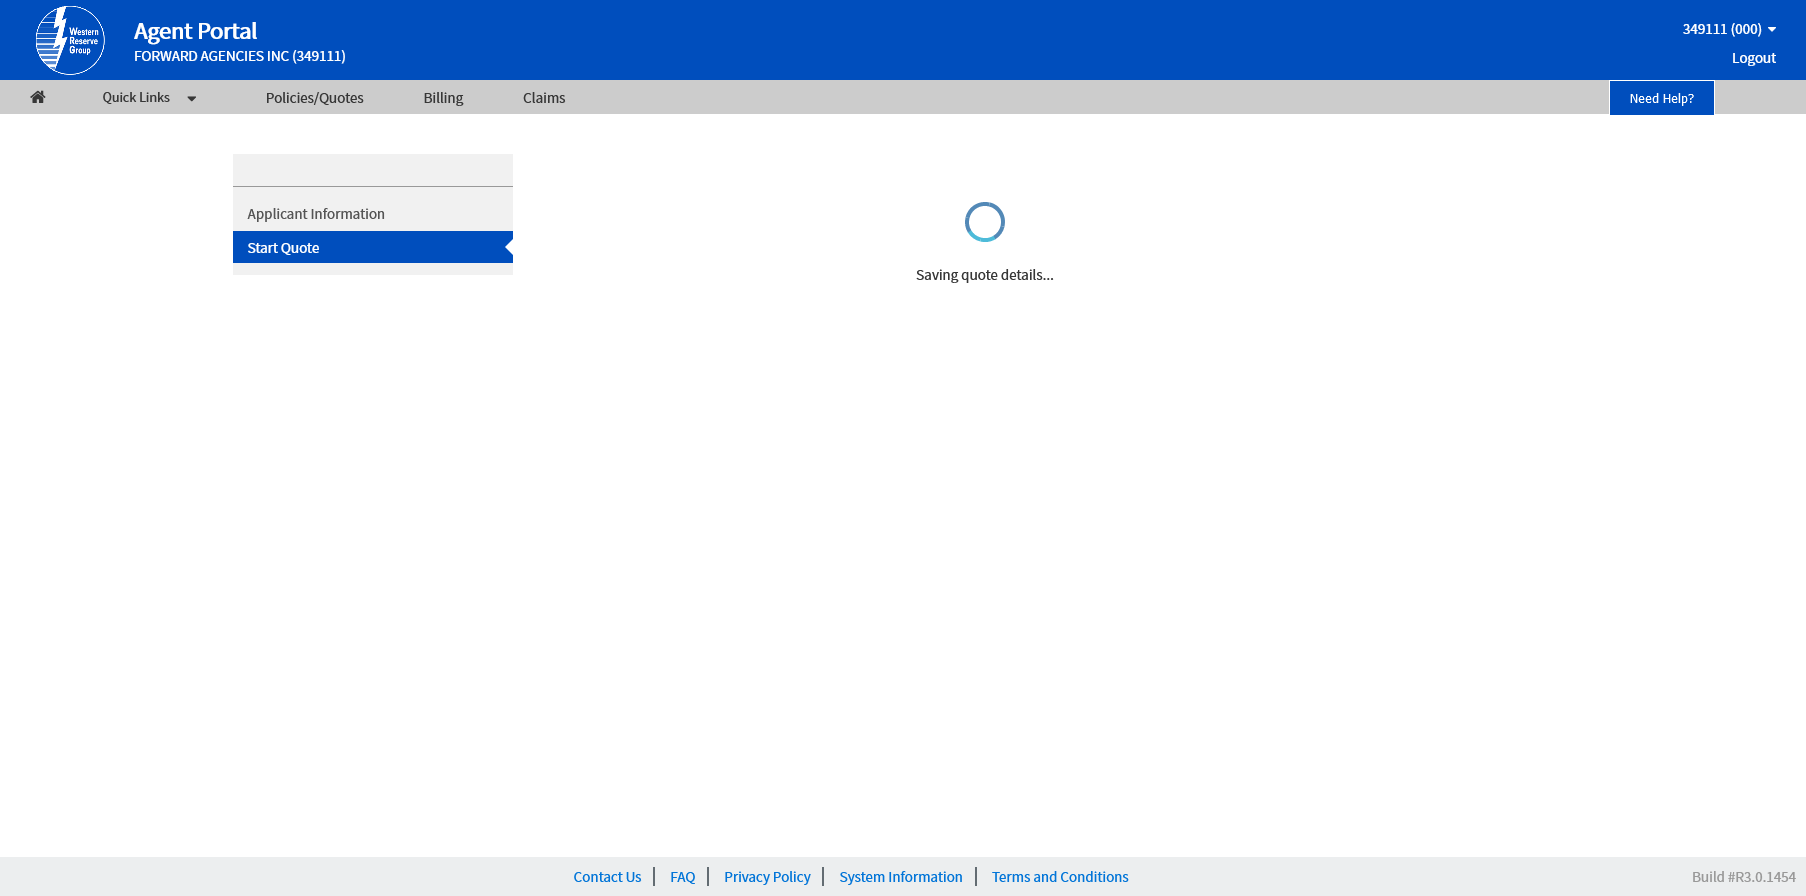 Western
Reserve
Group
Agent Portal
FORWARD AGENCIES INC (349111)
349111 (000)
Logout
Quick Links
Policies/Quotes
Billing
Claims
Need Help?
Applicant Information
Start Quote
Saving quote details...
Contact Us
FAQ
Privacy Policy
System Information
Terms and Conditions
Build #R3.0.1454